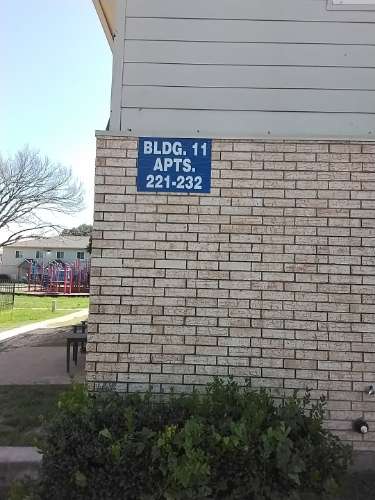 BLDG. 11
APTS.
221-232